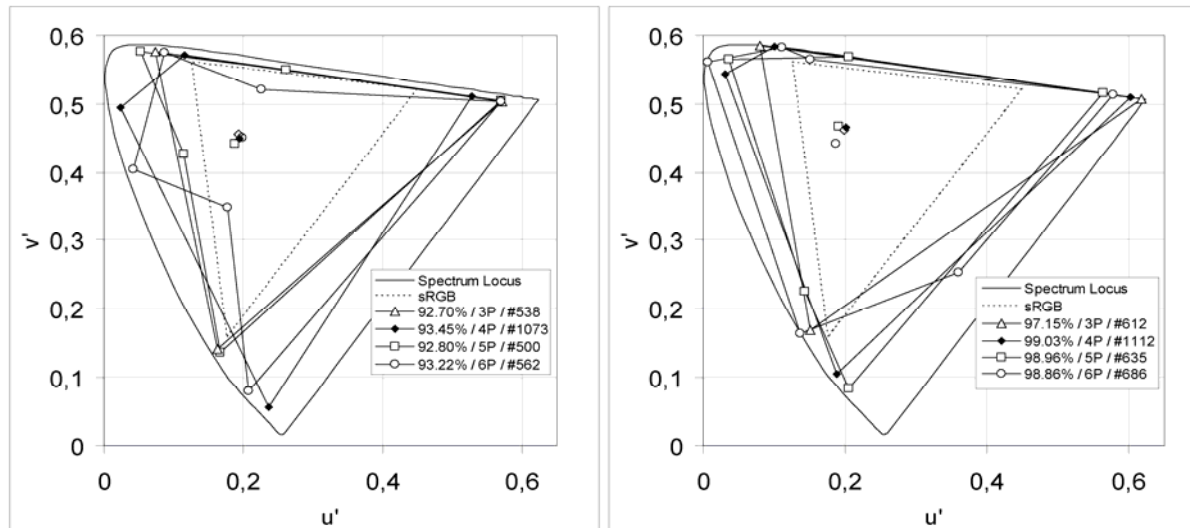 0,6
0,5
0,4
0,3
0,2
0,1
0
v'
0
0,2
0,4
0,6
u'
Spectrum Locus
sRGB
92.70% / 3P / #538
93.45% / 4P / #1073
92.80% / 5P / #500
93.22% / 6P / #562
0,6
0,5
0,4
0,3
0,2
0,1
0
v'
0
0,2
0,4
0,6
u'
Spectrum Locus
sRGB
97.15% / 3P / #612
99.03% / 4P / #1112
98.96% / 5P / #635
98.86% / 6P / #686